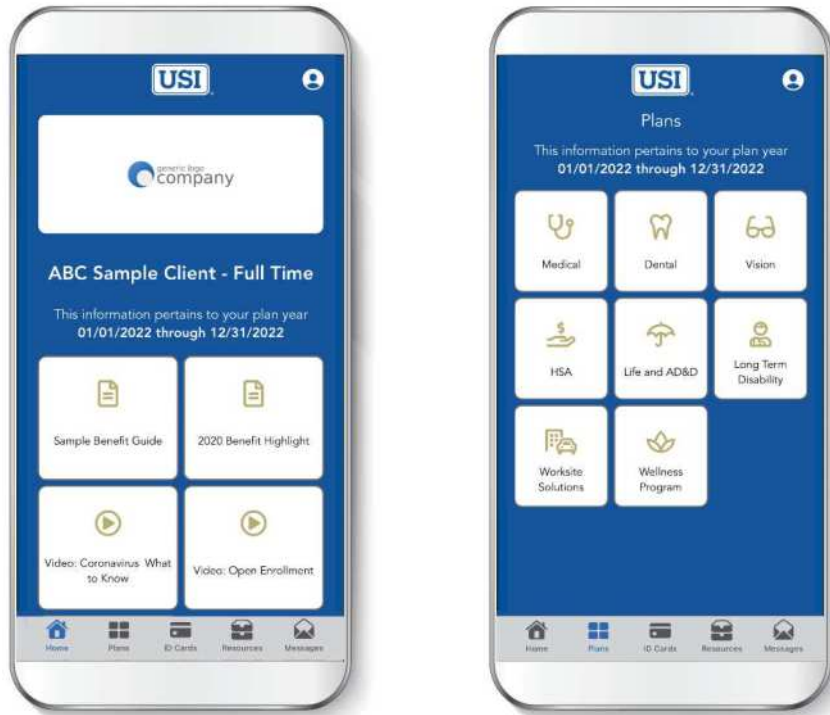 USI
generic logo
company
ABC Sample Client - Full Time
This information pertains to your plan year
01/01/2022 through 12/31/2022
Sample Benefit Guide
2020 Benefit Highlight
Video: Coronavirus What
to Know
Video: Open Enrollment
Home
Plans
ID Cards
Resources
Messages
USI
Plans
This information pertains to your plan year
01/01/2022 through 12/31/2022
Medical
Dental
Vision
HSA
Life and AD&D
Long Term
Disability
Worksite
Solutions
Wellness
Program
Home
Plans
ID Cards
Resources
Messages